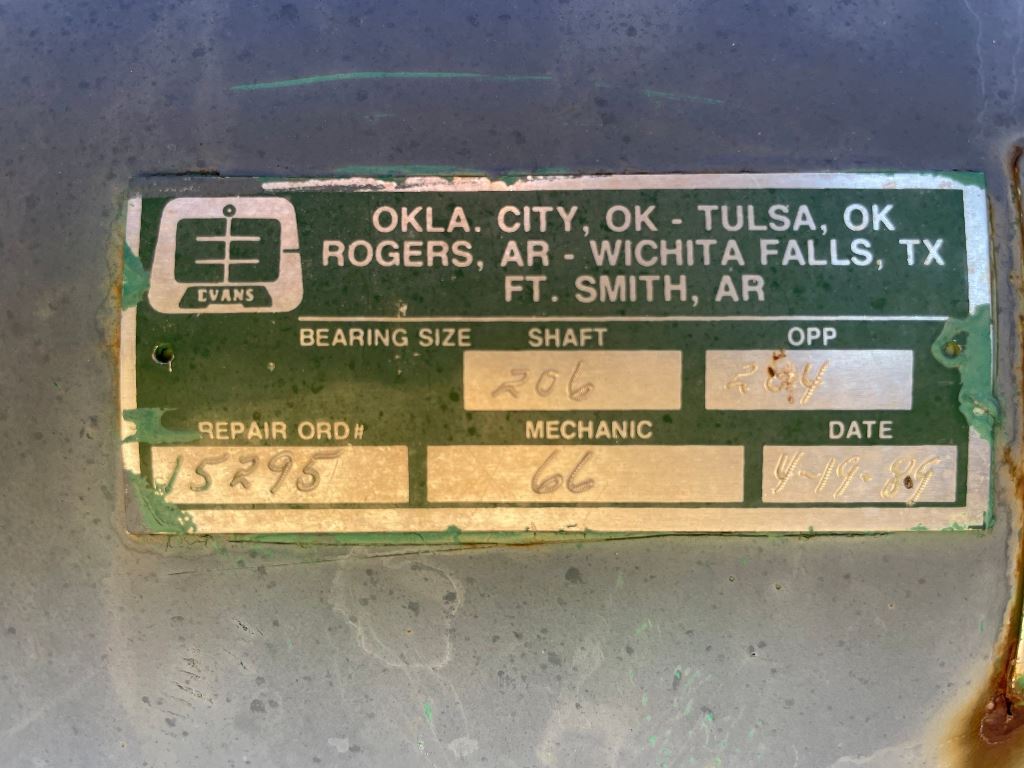 EVANS
OKLA. CITY, OK - TULSA, OK
ROGERS, AR - WICHITA FALLS, TX
FT. SMITH, AR
BEARING SIZE SHAFT OPP
206 204
REPAIR ORD# MECHANIC DATE
15295 66 4-19-89